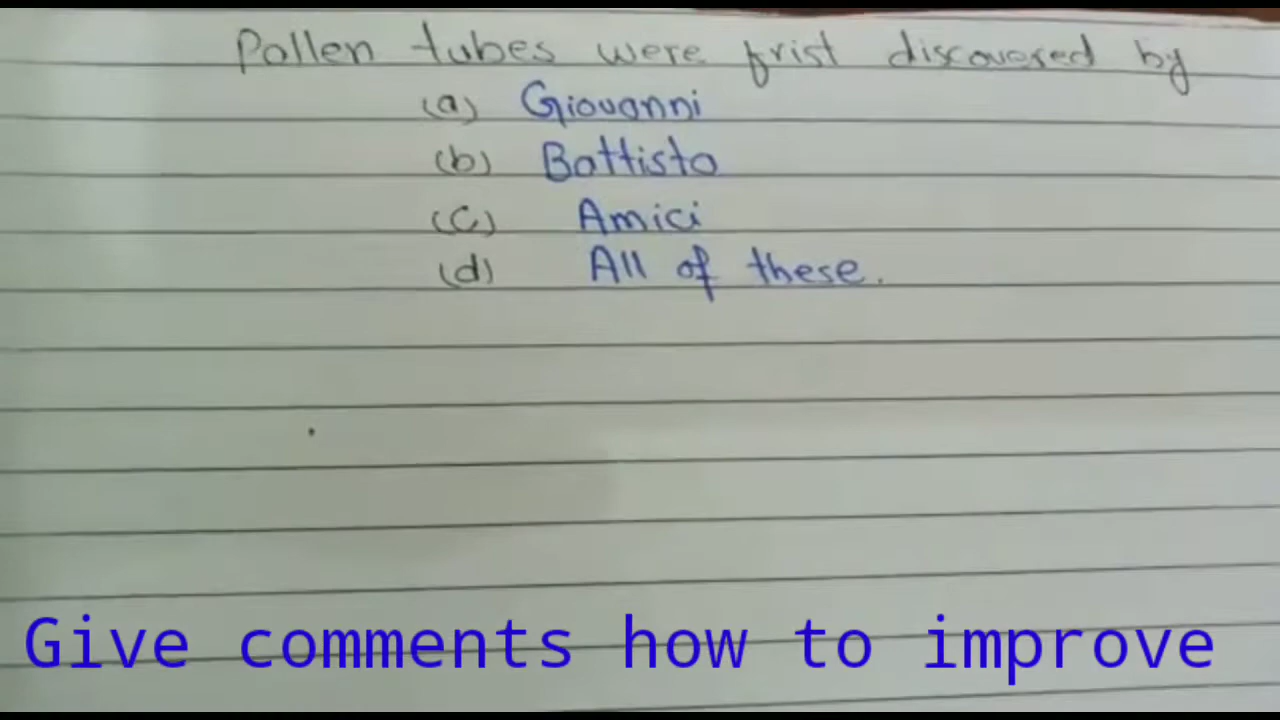 Pollen tubes were frist discovered by
(a) Giovanni
(b) Battista
(c) Amici
(d) All of these.
Give comments how to improve